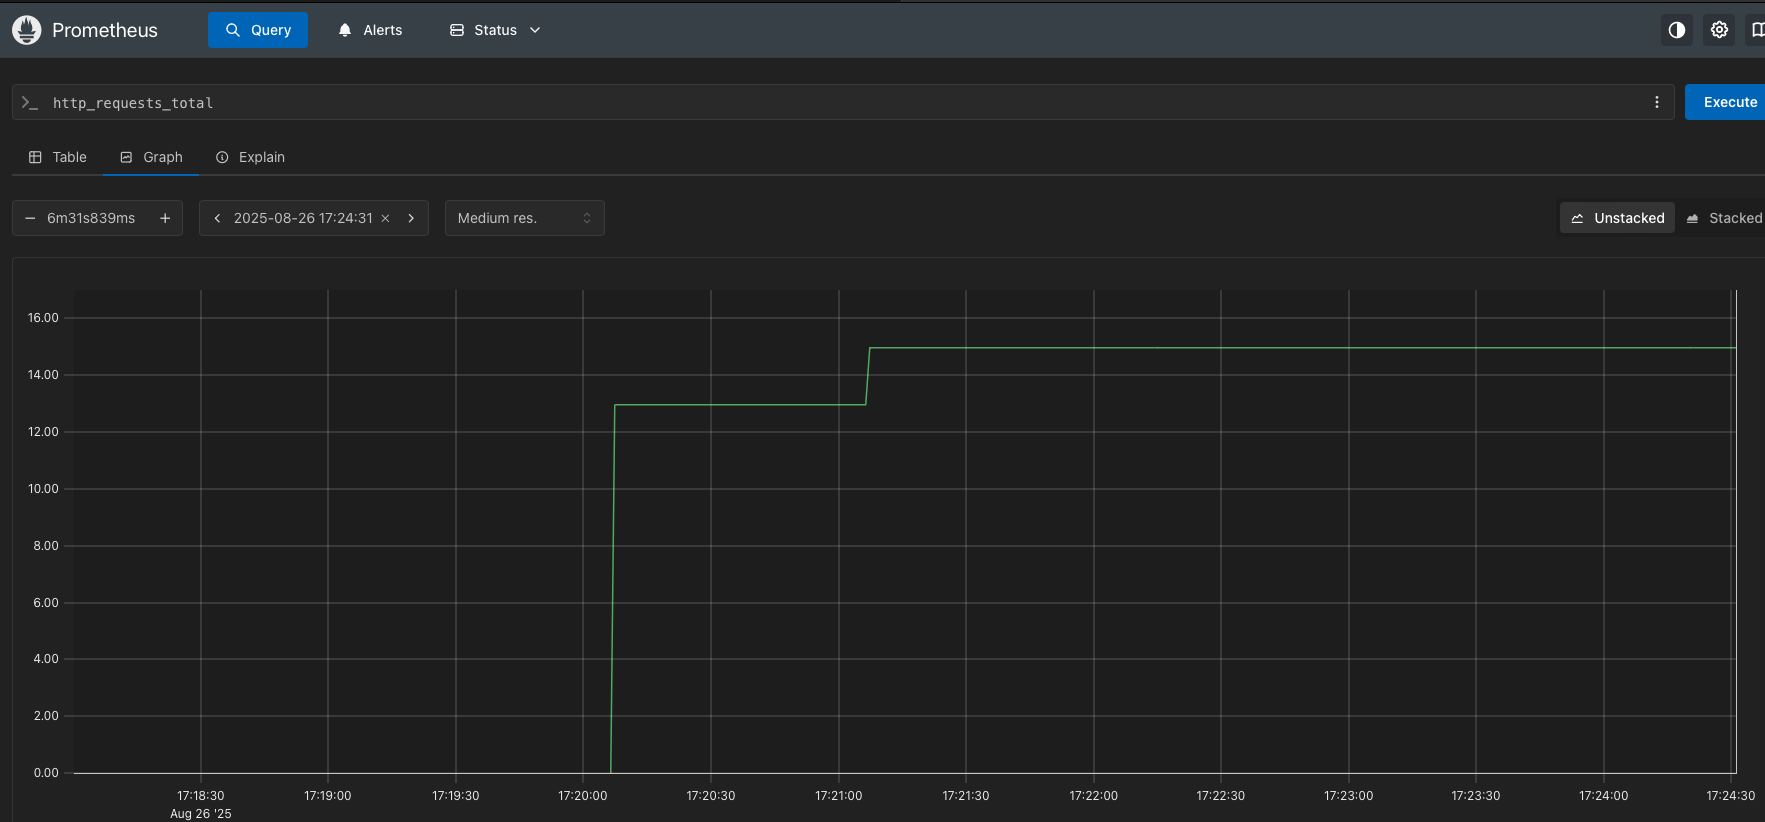 Prometheus Query Alerts Status
http_requests_total Execute
Table Graph Explain
6m31s839ms 2025-08-26 17:24:31 Medium res. Unstacked Stacked
16.00
14.00
12.00
10.00
8.00
6.00
4.00
2.00
0.00
17:18:30 17:19:00 17:19:30 17:20:00 17:20:30 17:21:00 17:21:30 17:22:00 17:22:30 17:23:00 17:23:30 17:24:00 17:24:30
Aug 26 '25